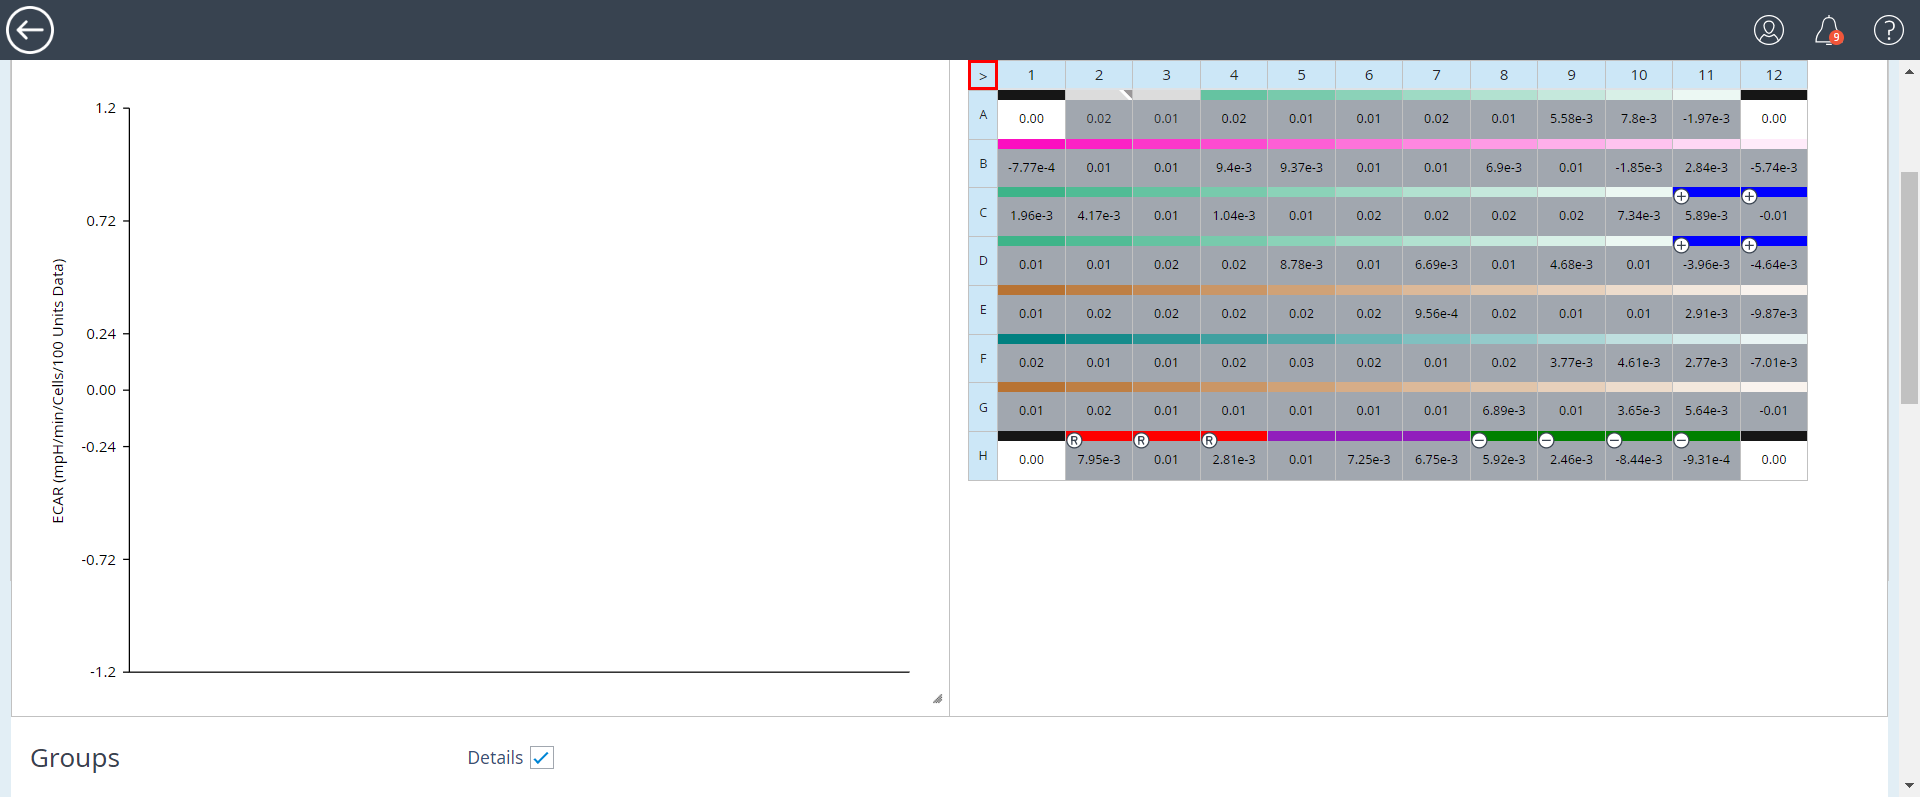 9 ?
> 1 2 3 4 5 6 7 8 9 10 11 12
A 0.00 0.02 0.01 0.02 0.01 0.01 0.02 0.01 5.58e-3 7.8e-3 -1.97e-3 0.00
B -7.77e-4 0.01 0.01 9.4e-3 9.37e-3 0.01 0.01 6.9e-3 0.01 -1.85e-3 2.84e-3 -5.74e-3
+ +
C 1.96e-3 4.17e-3 0.01 1.04e-3 0.01 0.02 0.02 0.02 0.02 7.34e-3 5.89e-3 -0.01
+ +
D 0.01 0.01 0.02 0.02 8.78e-3 0.01 6.69e-3 0.01 4.68e-3 0.01 -3.96e-3 -4.64e-3
E 0.01 0.02 0.02 0.02 0.02 0.02 9.56e-4 0.02 0.01 0.01 2.91e-3 -9.87e-3
F 0.02 0.01 0.01 0.02 0.03 0.02 0.01 0.02 3.77e-3 4.61e-3 2.77e-3 -7.01e-3
G 0.01 0.02 0.01 0.01 0.01 0.01 0.01 6.89e-3 0.01 3.65e-3 5.64e-3 -0.01
R R R − − − −
H 0.00 7.95e-3 0.01 2.81e-3 0.01 7.25e-3 6.75e-3 5.92e-3 2.46e-3 -8.44e-3 -9.31e-4 0.00
ECAR (mpH/min/Cells/100 Units Data)
1.2
0.72
0.24
0.00
-0.24
-0.72
-1.2
Groups
Details